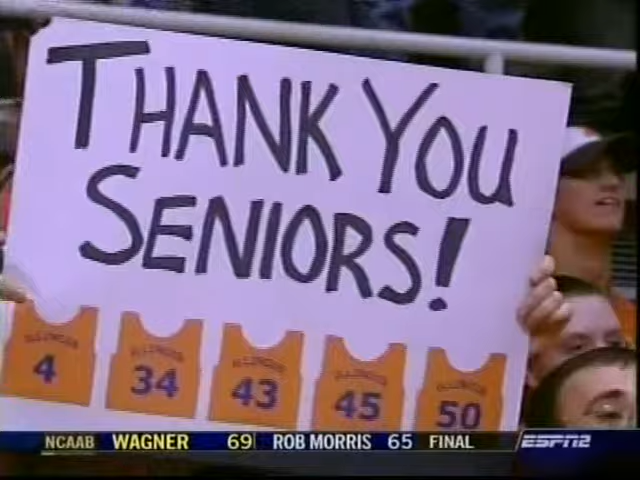 THANK YOU
SENIORS!
ILLINOIS ILLINOIS ILLINOIS ILLINOIS ILLINOIS
4 34 43 45 50
NCAAB WAGNER 69 ROB MORRIS 65 FINAL ESPN2